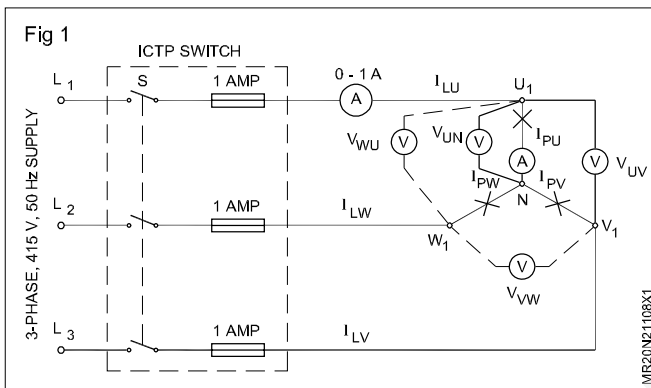 Fig 1
ICTP SWITCH
3-PHASE, 415 V, 50 Hz SUPPLY
L1
S
1 AMP
0 - 1 A
A
ILU
U1
VWU
V
VUN
V
IPU
A
V
VUV
IPW
N
IPV
L2
1 AMP
ILW
W1
V1
V
VVW
L3
1 AMP
ILV
MR20N21108X1